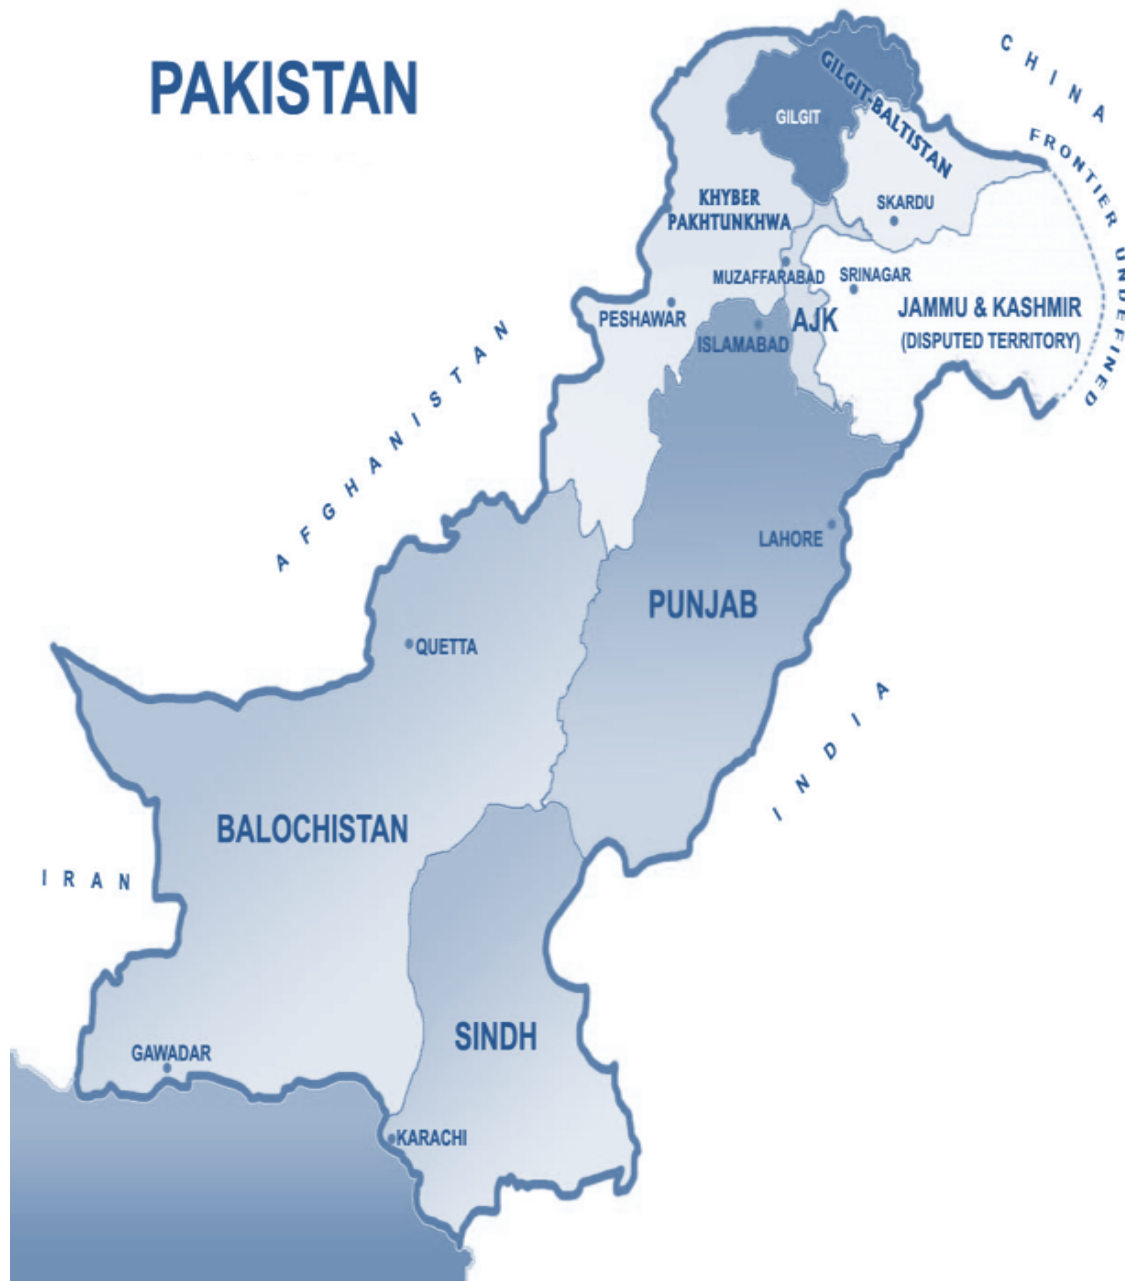 PAKISTAN
CHINA
GILGIT-BALTISTAN
GILGIT
FRONTIER UNDEFINED
KHYBER
PAKHTUNKHWA
SKARDU
MUZAFFARABAD
SRINAGAR
JAMMU & KASHMIR
(DISPUTED TERRITORY)
PESHAWAR
AJK
ISLAMABAD
AFGHANISTAN
LAHORE
PUNJAB
QUETTA
INDIA
BALOCHISTAN
IRAN
SINDH
GAWADAR
KARACHI